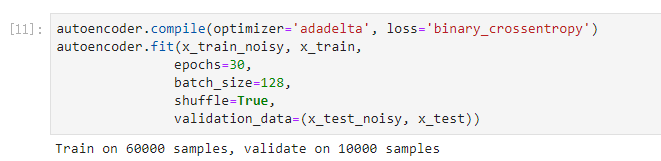 [11]: autoencoder.compile(optimizer='adadelta', loss='binary_crossentropy')
autoencoder.fit(x_train_noisy, x_train,
epochs=30,
batch_size=128,
shuffle=True,
validation_data=(x_test_noisy, x_test))
Train on 60000 samples, validate on 10000 samples